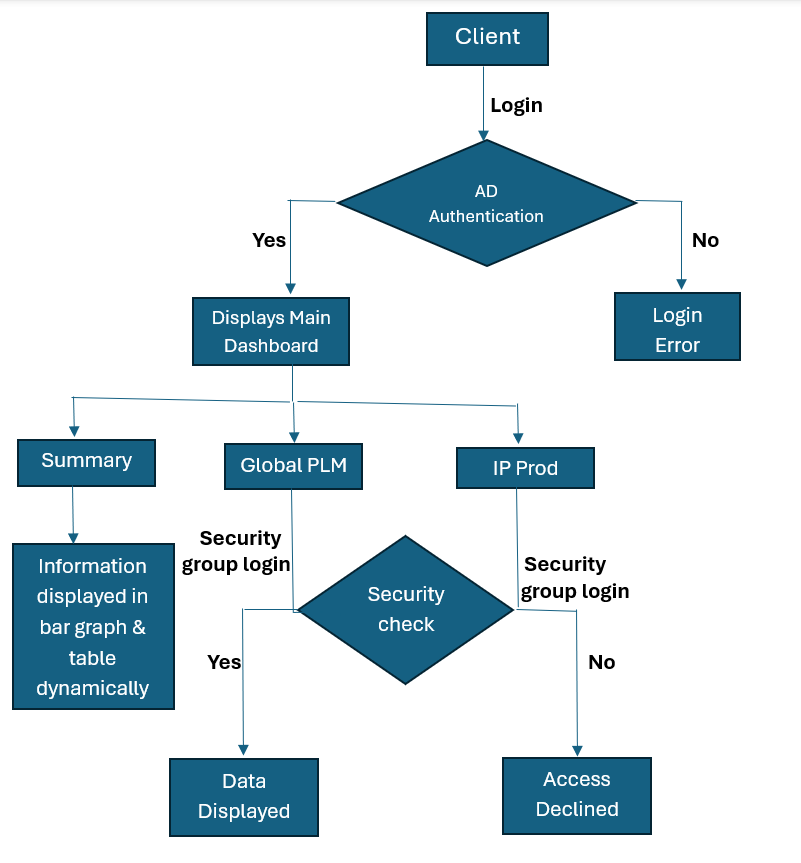 Client
Login
AD
Authentication
Yes
No
Displays Main
Dashboard
Login
Error
Summary
Global PLM
IP Prod
Security
group login
Security
group login
Information
displayed in
bar graph &
table
dynamically
Security
check
Yes
No
Data
Displayed
Access
Declined